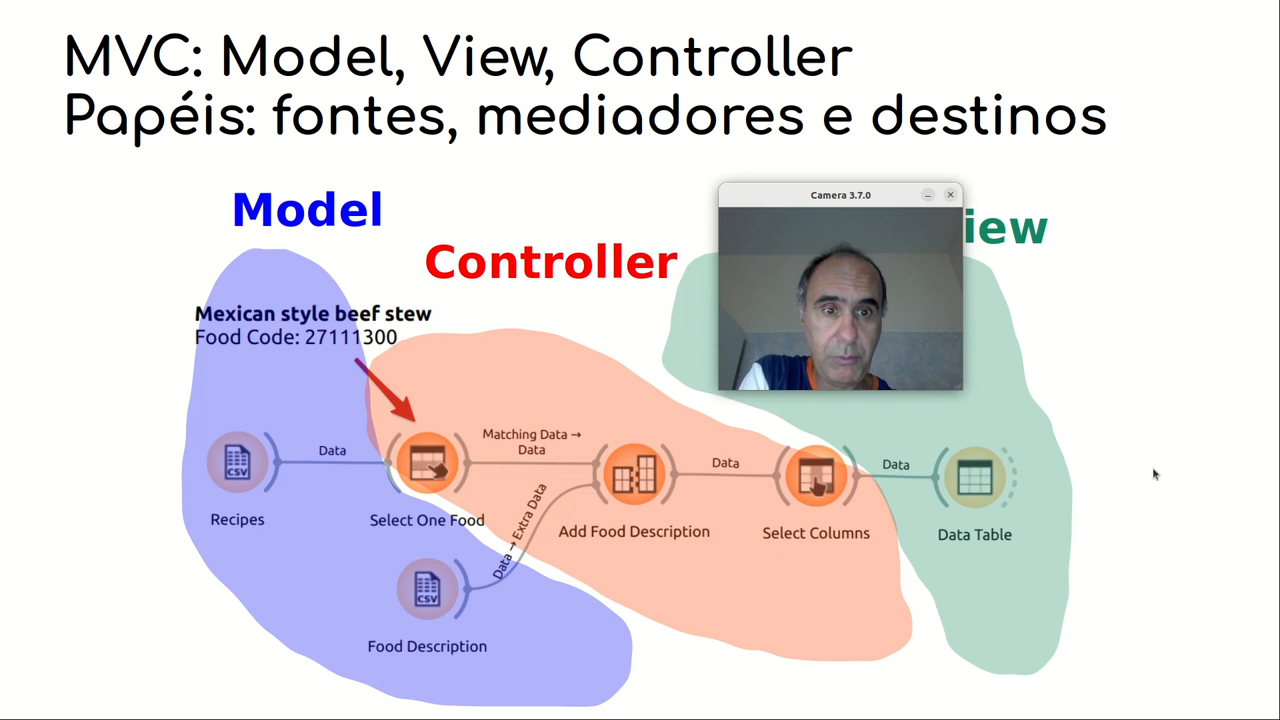 MVC: Model, View, Controller
Papéis: fontes, mediadores e destinos
Model
Camera 3.7.0
iew
Controller
Mexican style beef stew
Food Code: 27111300
Matching Data →
Data
Data
Data
Data
CSV
Recipes
Select One Food
Add Food Description
Select Columns
Data Table
Data → Extra Data
CSV
Food Description